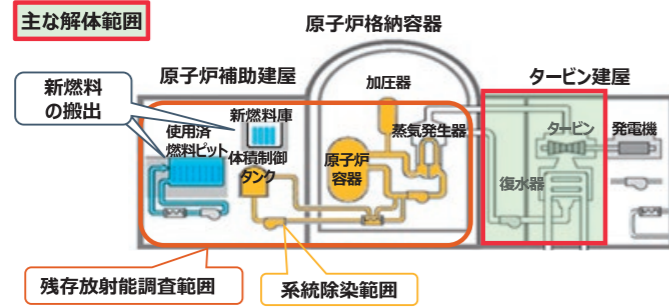 主な解体範囲
原子炉格納容器
原子炉補助建屋
タービン建屋
新燃料
の搬出
新燃料庫
使用済
燃料ピット
体積制御
タンク
加圧器
蒸気発生器
原子炉
容器
タービン
発電機
復水器
残存放射能調査範囲
系統除染範囲